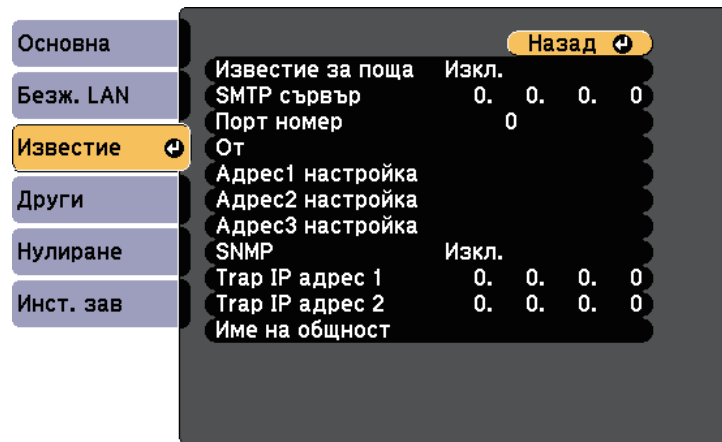 Основна
Безж. LAN
Известие
Други
Нулиране
Инст. зав
Назад
Известие за поща Изкл.
SMTP сървър 0. 0. 0. 0
Порт номер 0
От
Адрес1 настройка
Адрес2 настройка
Адрес3 настройка
SNMP Изкл.
Trap IP адрес 1 0. 0. 0. 0
Trap IP адрес 2 0. 0. 0. 0
Име на общност